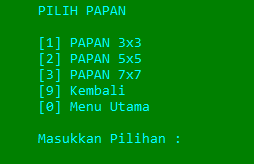 PILIH PAPAN
[1] PAPAN 3x3
[2] PAPAN 5x5
[3] PAPAN 7x7
[9] Kembali
[0] Menu Utama
Masukkan Pilihan :